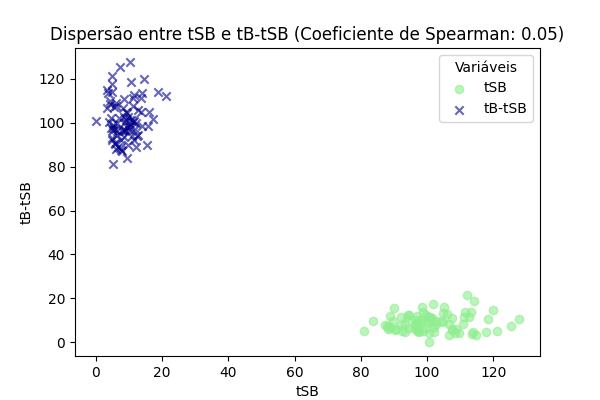 Dispersão entre tSB e tB-tSB (Coeficiente de Spearman: 0.05)
Variáveis
tSB
tB-tSB
120
100
80
60
40
20
0
tB-tSB
0 20 40 60 80 100 120
tSB